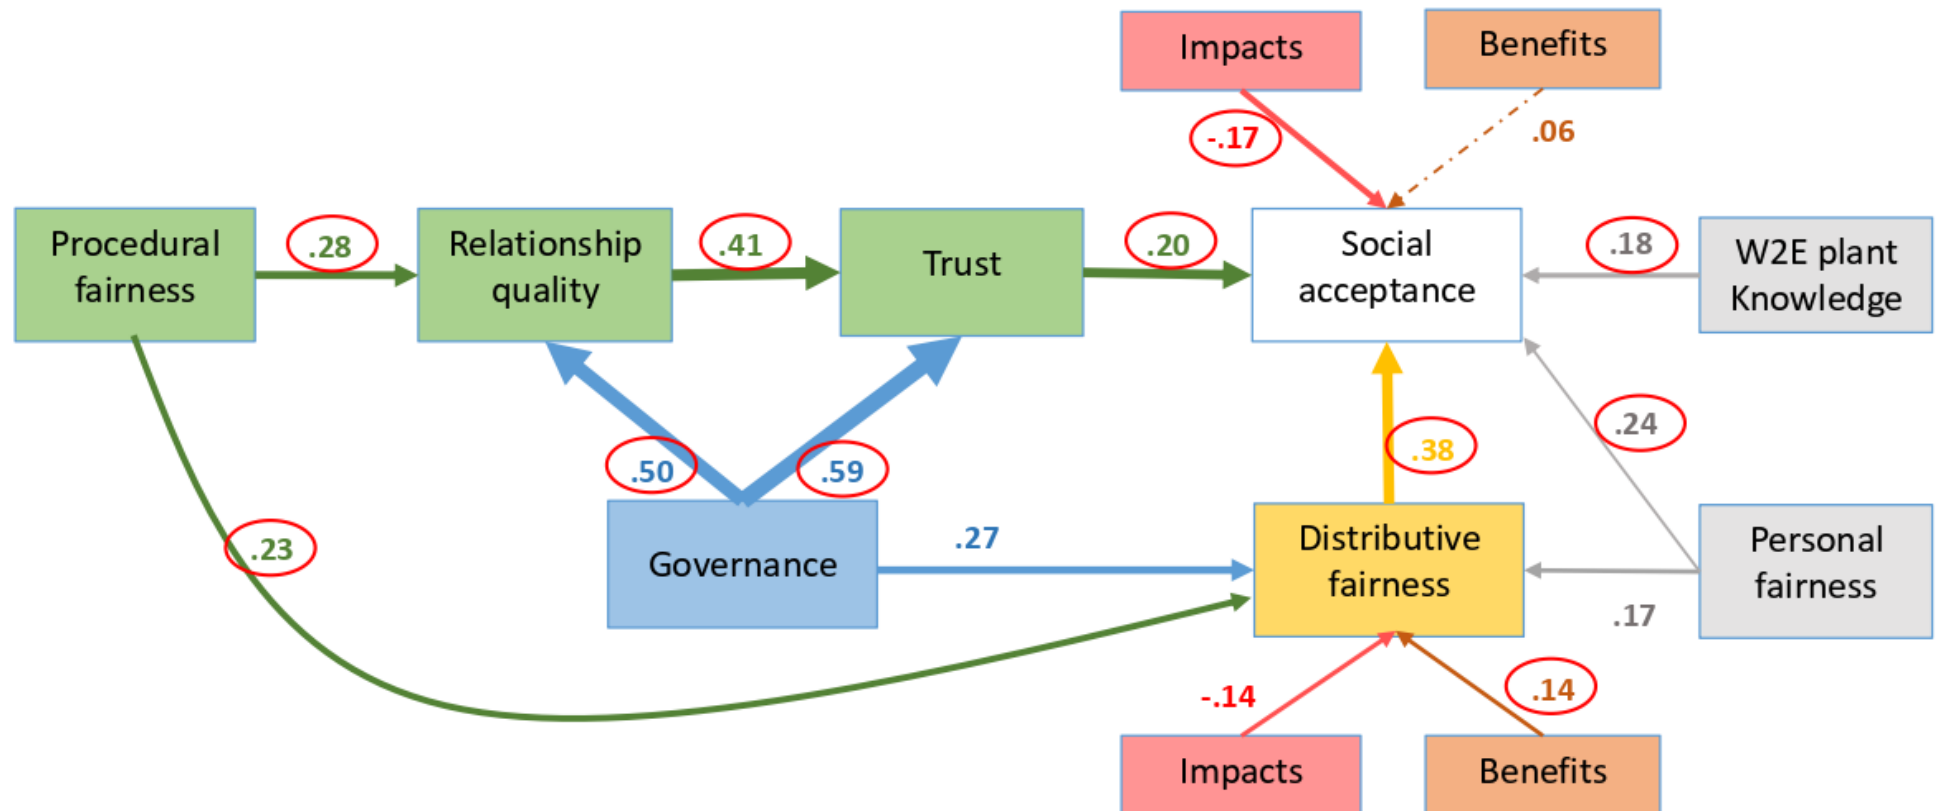 Impacts
Benefits
-.17
.06
Procedural
fairness
.28
Relationship
quality
.41
Trust
.20
Social
acceptance
.18
W2E plant
Knowledge
.50
.59
.38
.24
.23
Governance
.27
Distributive
fairness
Personal
fairness
.17
-.14
.14
Impacts
Benefits